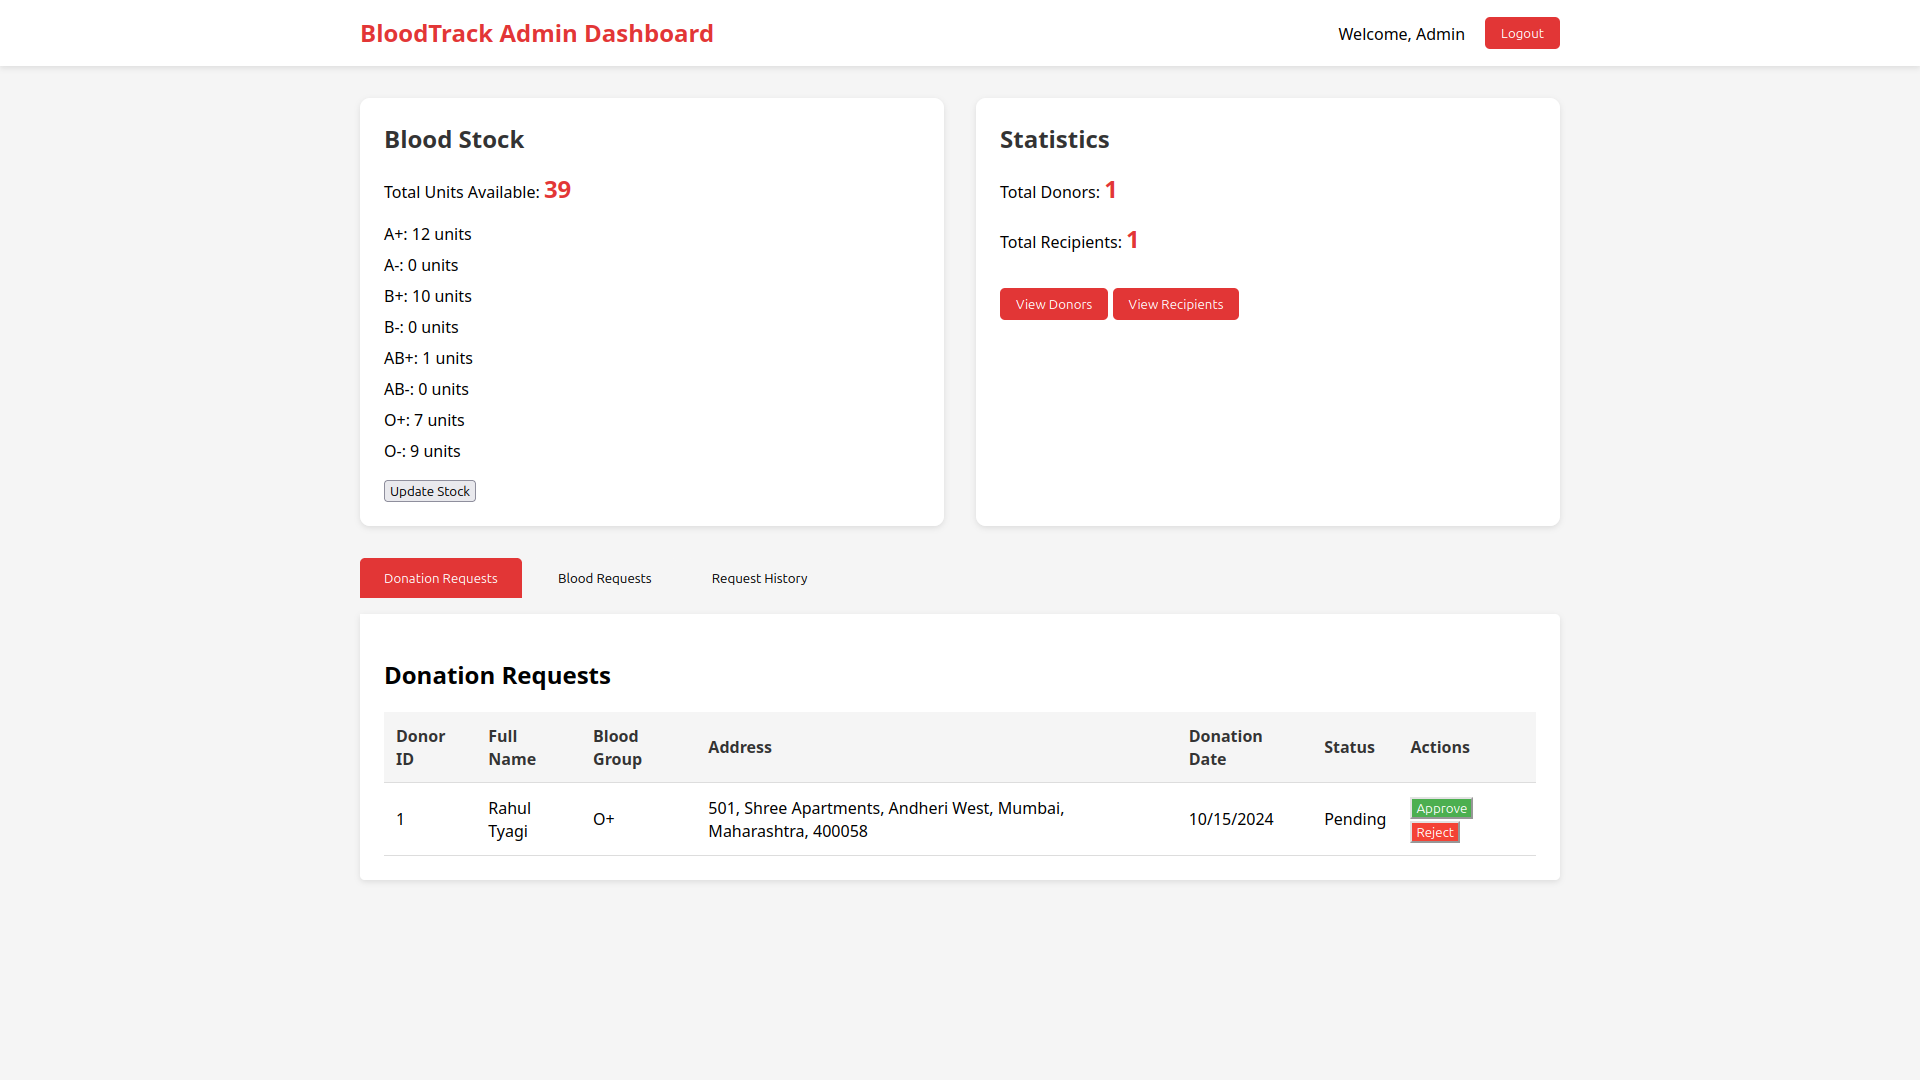 BloodTrack Admin Dashboard
Welcome, Admin
Logout
Blood Stock
Total Units Available: 39
A+: 12 units
A-: 0 units
B+: 10 units
B-: 0 units
AB+: 1 units
AB-: 0 units
O+: 7 units
O-: 9 units
Update Stock
Statistics
Total Donors: 1
Total Recipients: 1
View Donors View Recipients
Donation Requests Blood Requests Request History
Donation Requests
Donor ID Full Name Blood Group Address Donation Date Status Actions
1 Rahul Tyagi O+ 501, Shree Apartments, Andheri West, Mumbai, Maharashtra, 400058 10/15/2024 Pending Approve Reject